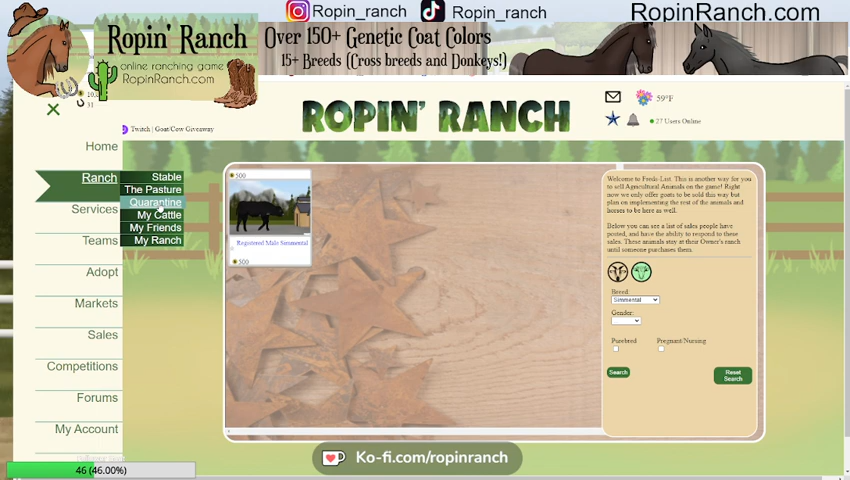 Ropin_ranch
Ropin_ranch
RopinRanch.com
Ropin' Ranch
online ranching game
RopinRanch.com
Over 150+ Genetic Coat Colors
15+ Breeds (Cross breeds and Donkeys!)
31
ROPIN' RANCH
59°F
27 Users Online
Twitch | Goat/Cow Giveaway
Home
Ranch
Services
Teams
Adopt
Markets
Sales
Competitions
Forums
My Account
Stable
The Pasture
Quarantine
My Cattle
My Friends
My Ranch
500
Registered Male Simmental
500
Welcome to Freds List. This is another way for you
to sell Agricultural Animals on the game! Right
now we only allow goats to be sold this way but
plan on implementing the rest of the animals and
horses to be here as well.
Below you can see a list of sales people have
posted, and have the ability to respond to these
sales. These animals stay at their Owner's ranch
until someone purchases them.
Breed:
Simmental
Gender:
Purebred
Pregnant/Nursing
Search
Reset
Search
46 (46.00%)
Ko-fi.com/ropinranch